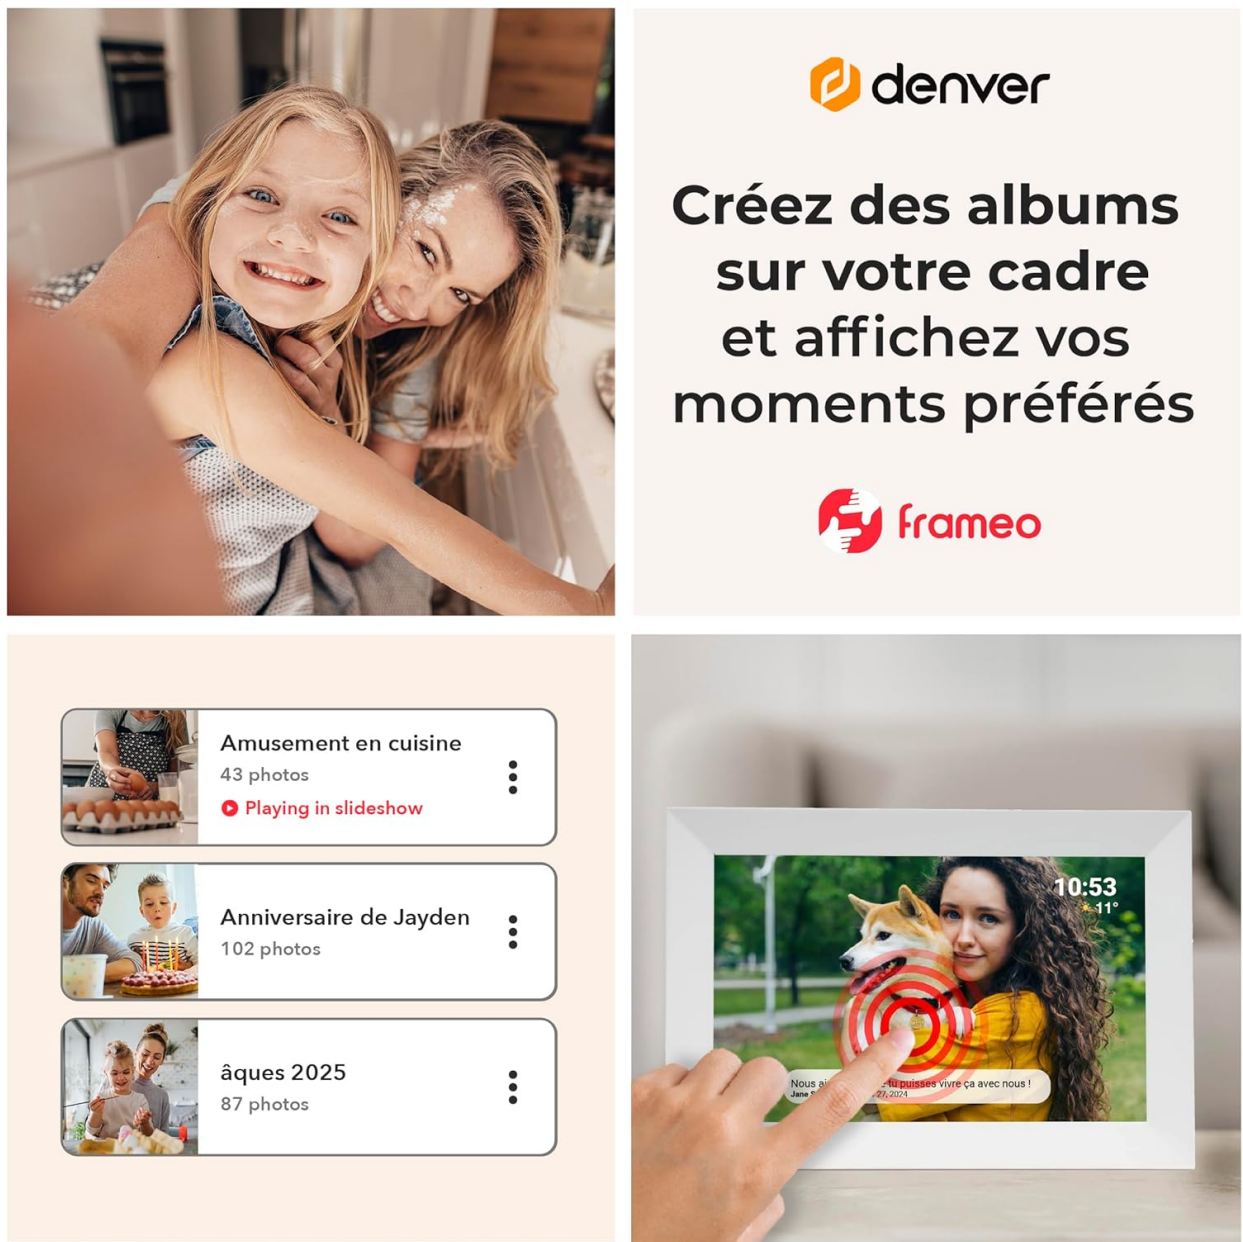 denver
Créez des albums
sur votre cadre
et affichez vos
moments préférés
frameo
Amusement en cuisine
43 photos
Playing in slideshow
Anniversaire de Jayden
102 photos
âques 2025
87 photos
10:53
11°
Nous ai tu puisses vivre ça avec nous !
Jane S 27, 2024